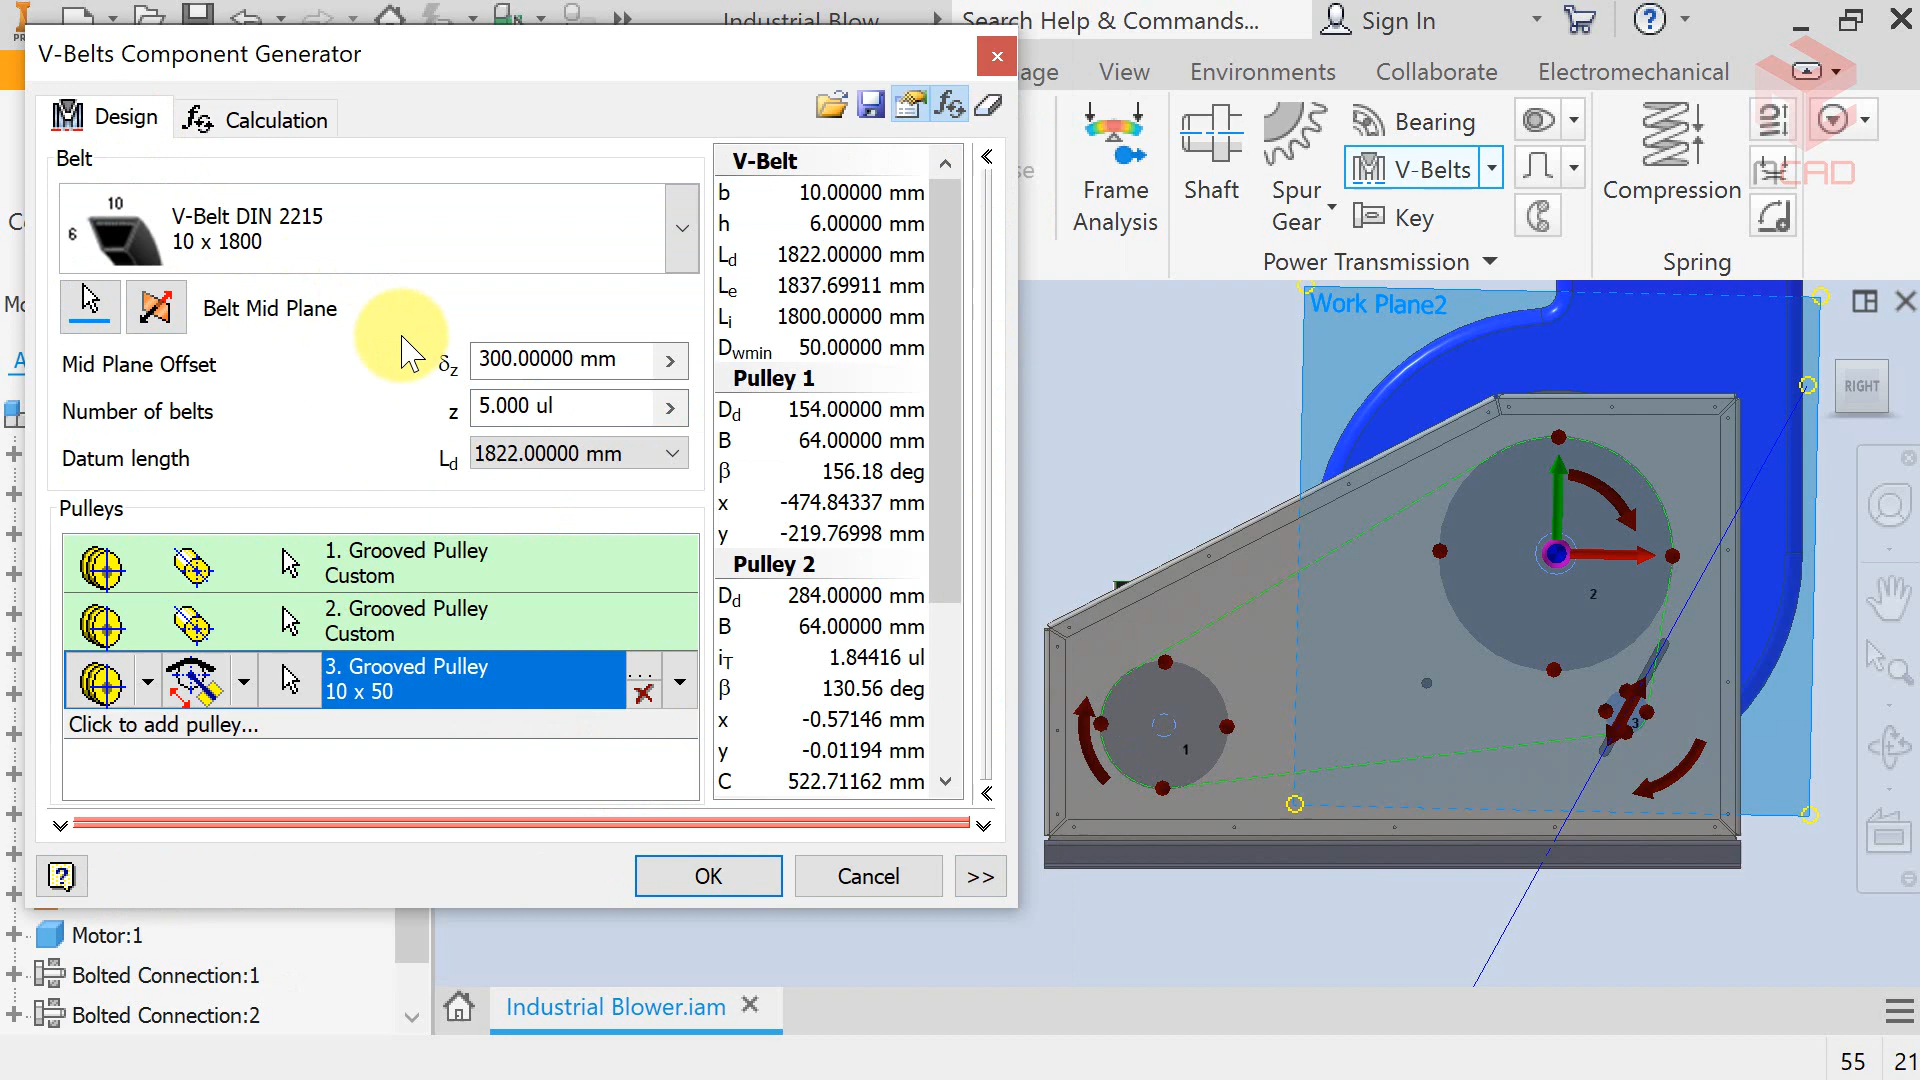 Industrial Blow...
Search Help & Commands...
Sign In
V-Belts Component Generator
age
View
Environments
Collaborate
Electromechanical
Design
Calculation
Belt
10
6
V-Belt DIN 2215
10 x 1800
Belt Mid Plane
Mid Plane Offset
δz
300.00000 mm
Number of belts
z
5.000 ul
Datum length
Ld
1822.00000 mm
Pulleys
1. Grooved Pulley
Custom
2. Grooved Pulley
Custom
3. Grooved Pulley
10 x 50
Click to add pulley...
V-Belt
b 10.00000 mm
h 6.00000 mm
Ld 1822.00000 mm
Le 1837.69911 mm
Li 1800.00000 mm
Dwmin 50.00000 mm
Pulley 1
Dd 154.00000 mm
B 64.00000 mm
β 156.18 deg
x -474.84337 mm
y -219.76998 mm
Pulley 2
Dd 284.00000 mm
B 64.00000 mm
iT 1.84416 ul
β 130.56 deg
x -0.57146 mm
y -0.01194 mm
C 522.71162 mm
OK
Cancel
>>
Frame
Analysis
Shaft
Spur
Gear
Bearing
V-Belts
Key
Power Transmission
Compression
Spring
CAD
Work Plane2
RIGHT
1
2
3
Motor:1
Bolted Connection:1
Bolted Connection:2
Industrial Blower.iam
55
21